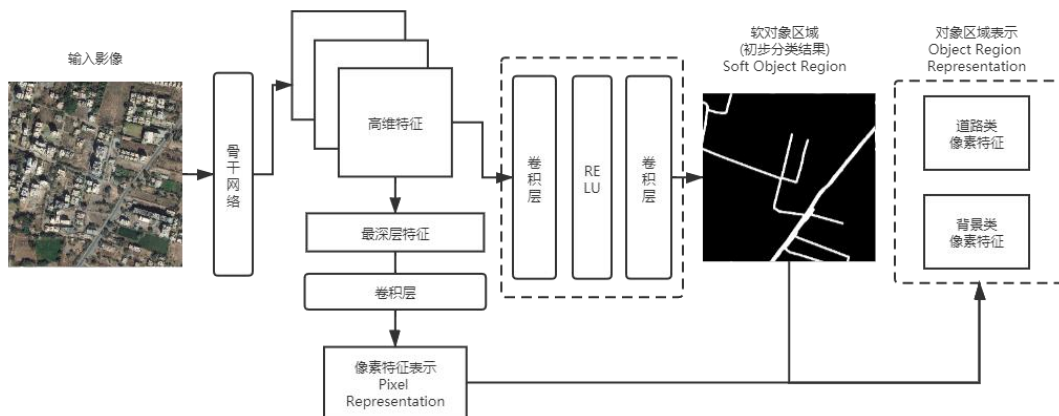 输入影像
骨干网络
高维特征
最深层特征
卷积层
像素特征表示
Pixel
Representation
卷积层
RE
LU
卷积层
软对象区域
(初步分类结果)
Soft Object Region
对象区域表示
Object Region
Representation
道路类
像素特征
背景类
像素特征